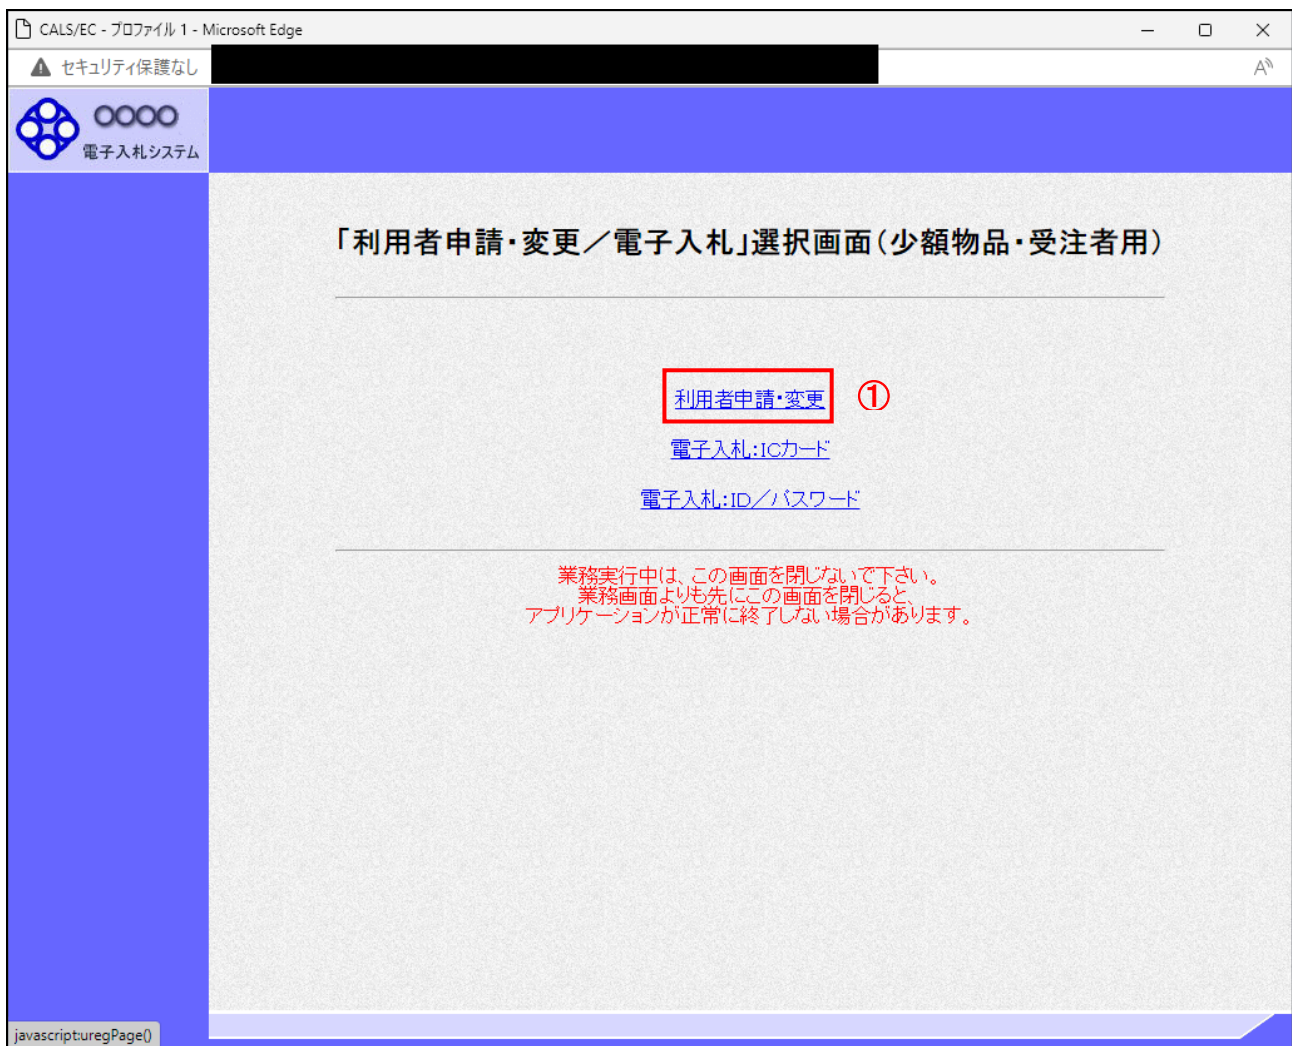 CALS/EC - プロファイル 1 - Microsoft Edge
セキュリティ保護なし
A
〇〇〇〇
電子入札システム
「利用者申請・変更／電子入札」選択画面（少額物品・受注者用）
利用者申請・変更 ①
電子入札：ICカード
電子入札：ID／パスワード
業務実行中は、この画面を閉じないで下さい。
業務画面よりも先にこの画面を閉じると、
アプリケーションが正常に終了しない場合があります。
javascript:uregPage()